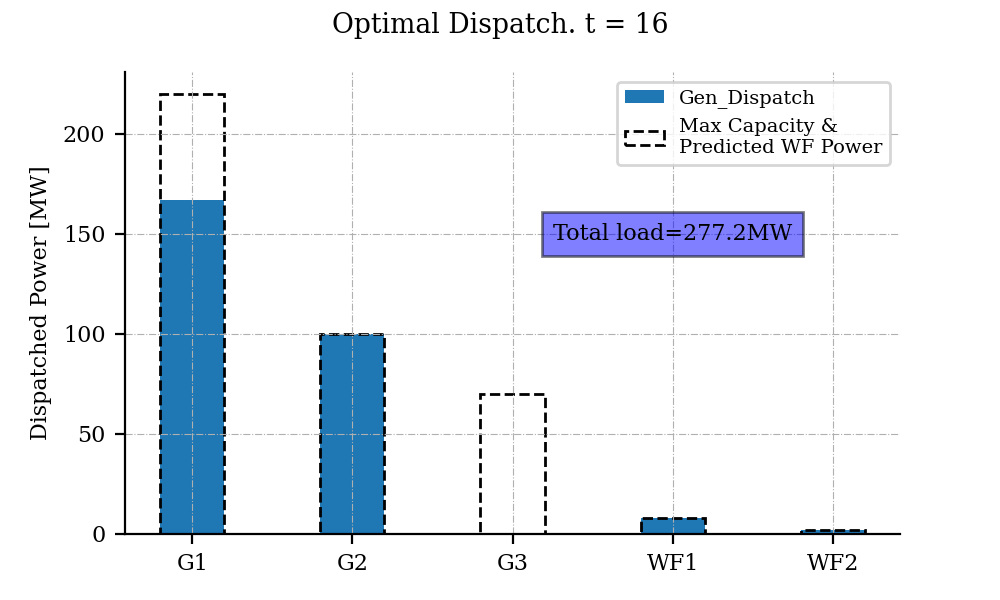 Optimal Dispatch. t = 16
Gen_Dispatch
Max Capacity &
Predicted WF Power
Total load=277.2MW
Dispatched Power [MW]
200
150
100
50
0
G1
G2
G3
WF1
WF2